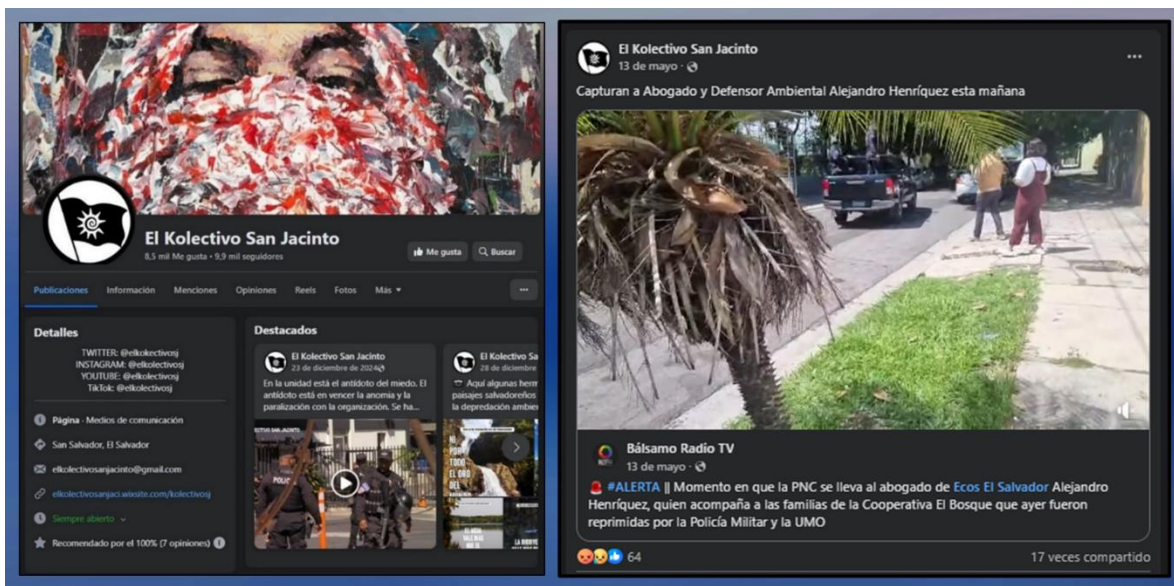 El Kolectivo San Jacinto
8,5 mil Me gusta • 9,9 mil seguidores
Me gusta
Buscar
Publicaciones
Información
Menciones
Opiniones
Reels
Fotos
Más
Detalles
TWITTER: @elkokectivosj
INSTAGRAM: @elkolectivosj
YOUTUBE: @elkolectivosj
TikTok: @elkolectivosj
Página · Medios de comunicación
San Salvador, El Salvador
elkolectivosanjacinto@gmail.com
elkolectivosanjaci.wixsite.com/kolectivosj
Siempre abierto
Recomendado por el 100% (7 opiniones)
Destacados
El Kolectivo San Jacinto
23 de diciembre de 2024
En la unidad está el antídoto del miedo. El
antídoto está en vencer la anomia y la
paralización con la organización. Se ha...
El Kolectivo Sa
28 de diciembre
Aquí algunas herm
paisajes salvadoreños
la depredación ambien
El Kolectivo San Jacinto
13 de mayo ·
Capturan a Abogado y Defensor Ambiental Alejandro Henríquez esta mañana
Bálsamo Radio TV
13 de mayo ·
#ALERTA || Momento en que la PNC se lleva al abogado de Ecos El Salvador Alejandro
Henríquez, quien acompaña a las familias de la Cooperativa El Bosque que ayer fueron
reprimidas por la Policía Militar y la UMO
64
17 veces compartido